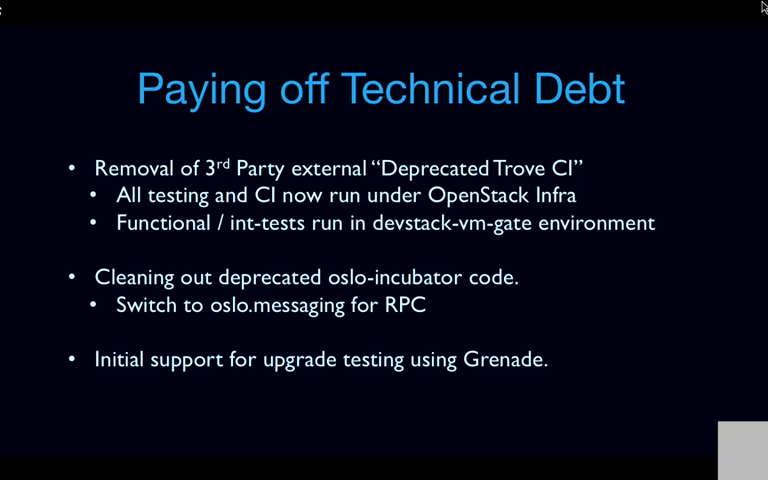 Paying off Technical Debt
• Removal of 3rd Party external “Deprecated Trove CI”
• All testing and CI now run under OpenStack Infra
• Functional / int-tests run in devstack-vm-gate environment
• Cleaning out deprecated oslo-incubator code.
• Switch to oslo.messaging for RPC
• Initial support for upgrade testing using Grenade.